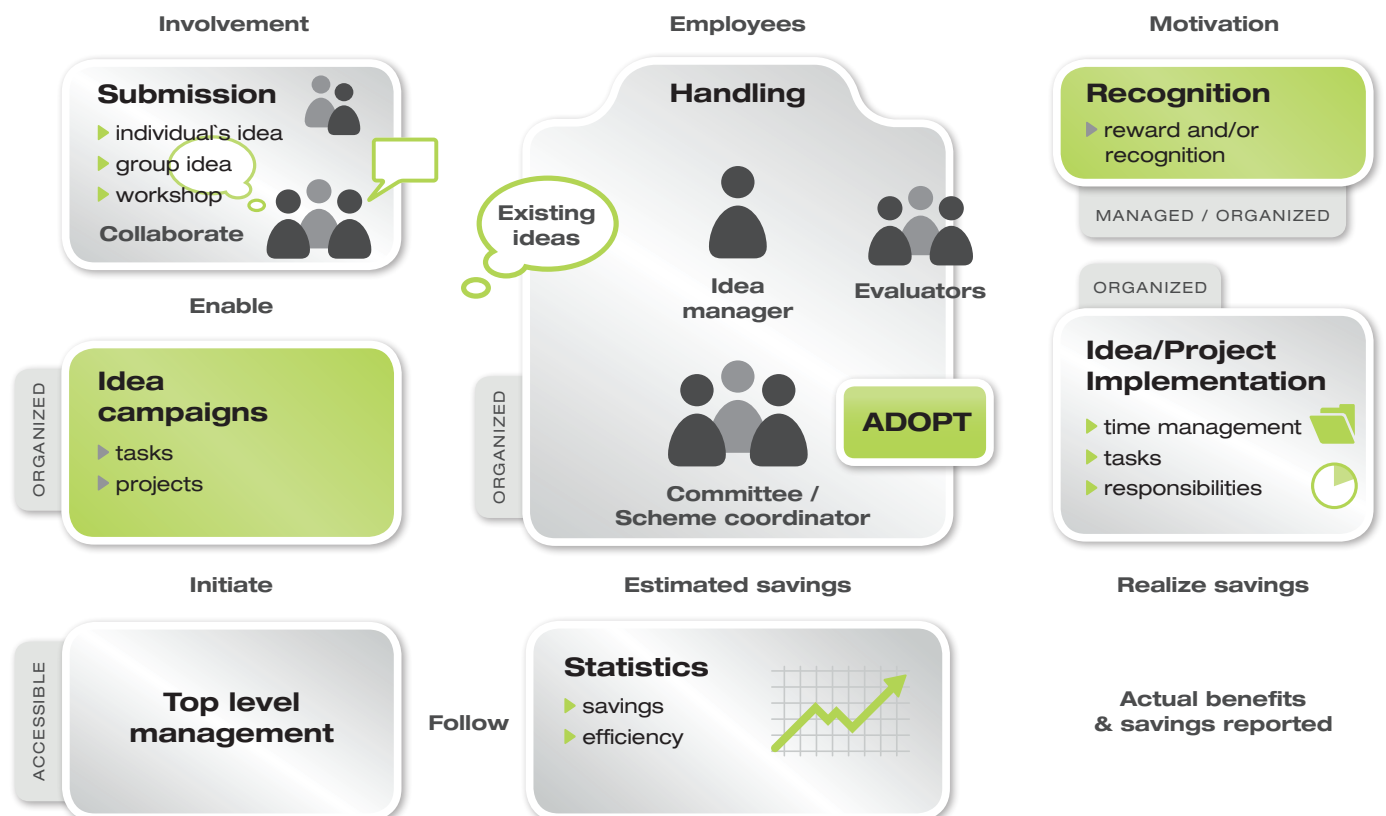 Involvement
Employees
Motivation
Submission
individual`s idea
group idea
workshop
Collaborate
Handling
Existing
ideas
Idea
manager
Evaluators
Committee /
Scheme coordinator
ADOPT
ORGANIZED
Recognition
reward and/or
recognition
MANAGED / ORGANIZED
Enable
ORGANIZED
Idea
campaigns
tasks
projects
ORGANIZED
Idea/Project
Implementation
time management
tasks
responsibilities
Initiate
Estimated savings
Realize savings
ACCESSIBLE
Top level
management
Follow
Statistics
savings
efficiency
Actual benefits
& savings reported